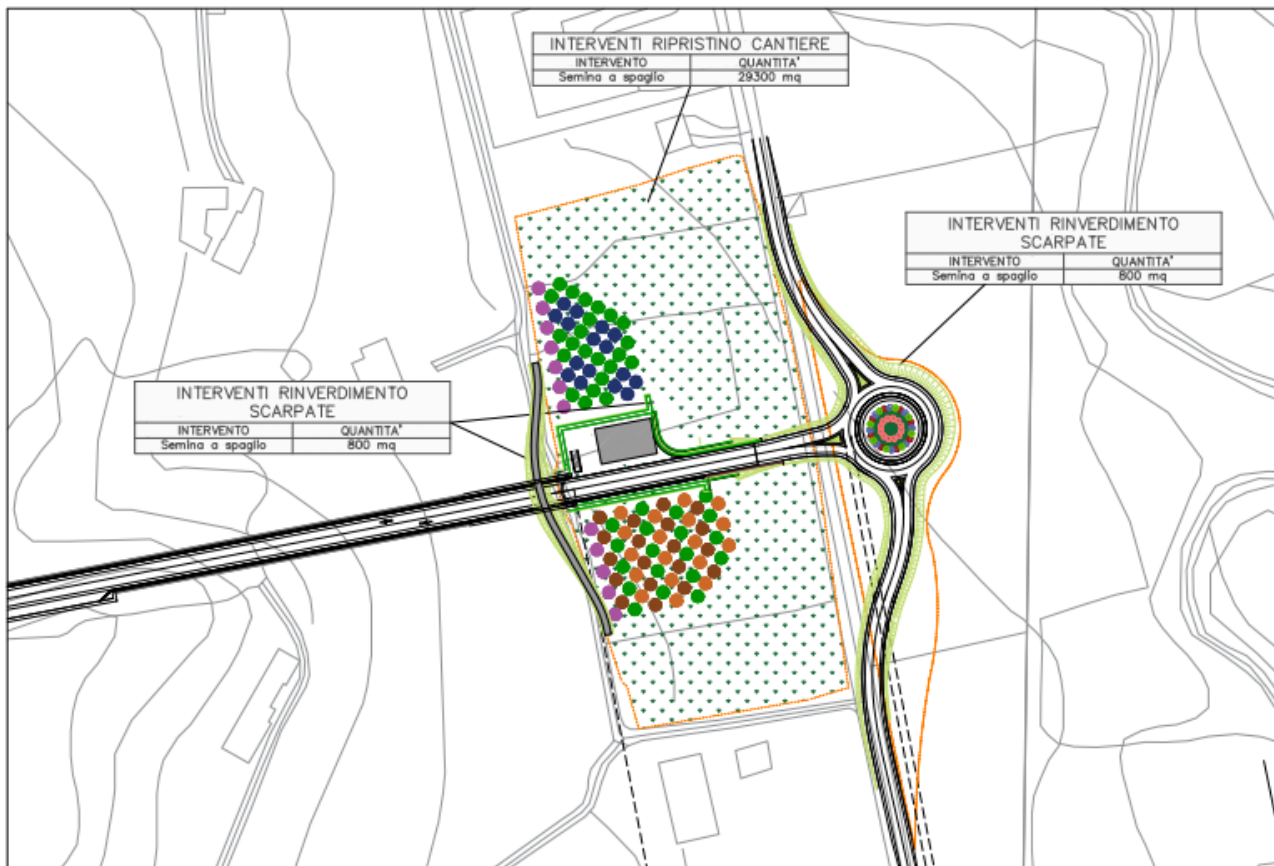 INTERVENTI RIPRISTINO CANTIERE
INTERVENTO QUANTITA'
Semina a spaglio 29300 mq
INTERVENTI RINVERDIMENTO
SCARPATE
INTERVENTO QUANTITA'
Semina a spaglio 800 mq
INTERVENTI RINVERDIMENTO
SCARPATE
INTERVENTO QUANTITA'
Semina a spaglio 800 mq